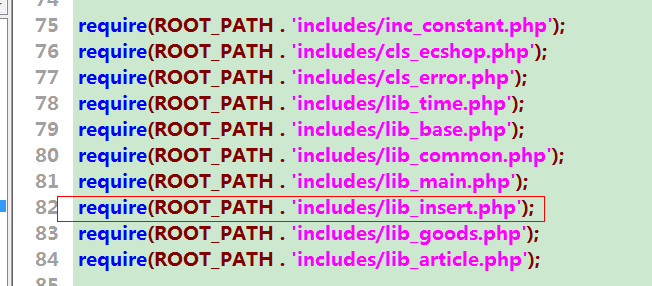 75 require(ROOT_PATH . 'includes/inc_constant.php');
76 require(ROOT_PATH . 'includes/cls_ecshop.php');
77 require(ROOT_PATH . 'includes/cls_error.php');
78 require(ROOT_PATH . 'includes/lib_time.php');
79 require(ROOT_PATH . 'includes/lib_base.php');
80 require(ROOT_PATH . 'includes/lib_common.php');
81 require(ROOT_PATH . 'includes/lib_main.php');
82 require(ROOT_PATH . 'includes/lib_insert.php');
83 require(ROOT_PATH . 'includes/lib_goods.php');
84 require(ROOT_PATH . 'includes/lib_article.php');